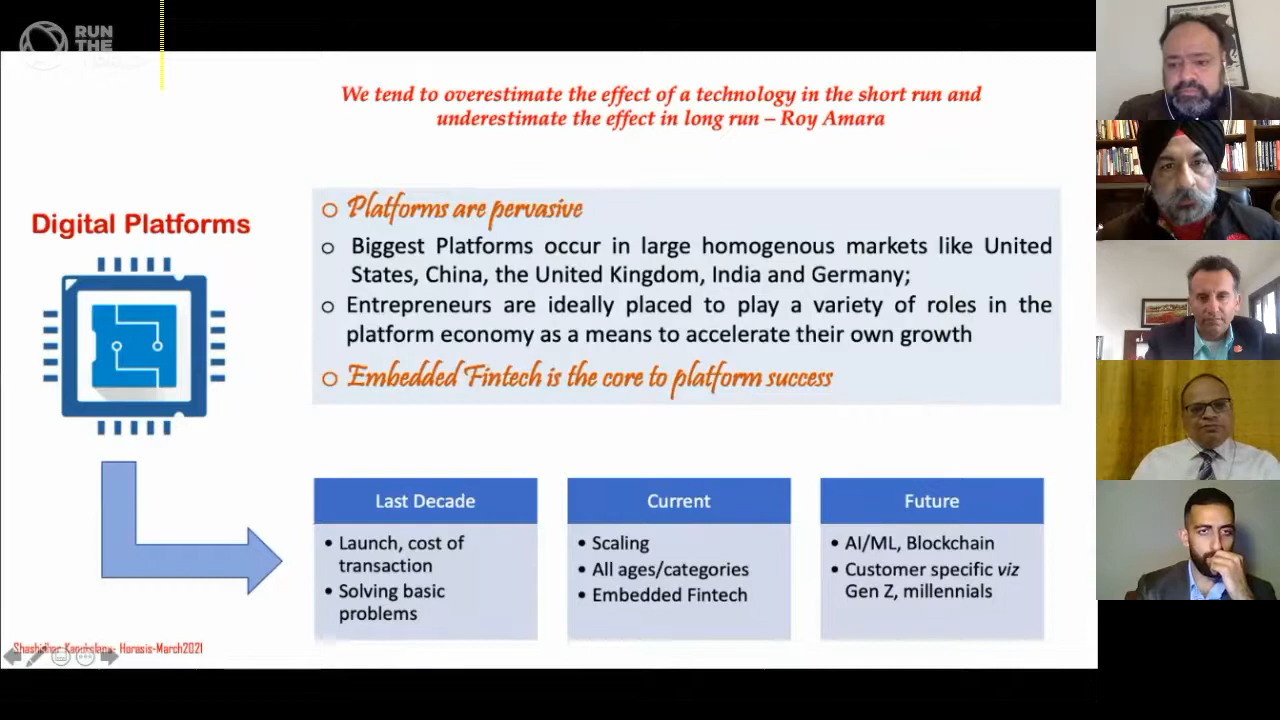 RUN
THE
We tend to overestimate the effect of a technology in the short run and
underestimate the effect in long run – Roy Amara
Digital Platforms
o Platforms are pervasive
o Biggest Platforms occur in large homogenous markets like United
States, China, the United Kingdom, India and Germany;
o Entrepreneurs are ideally placed to play a variety of roles in the
platform economy as a means to accelerate their own growth
o Embedded Fintech is the core to platform success
Last Decade
• Launch, cost of
transaction
• Solving basic
problems
Current
• Scaling
• All ages/categories
• Embedded Fintech
Future
• AI/ML, Blockchain
• Customer specific viz
Gen Z, millennials
Horasis-March2021